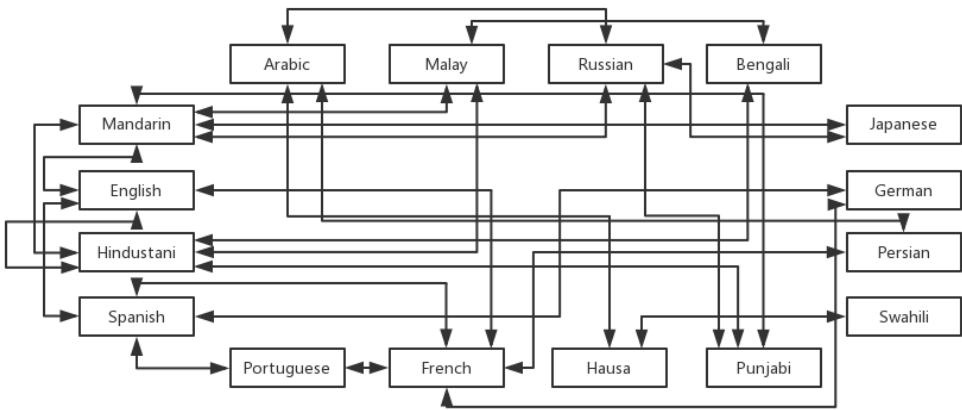 Arabic
Malay
Russian
Bengali
Mandarin
Japanese
English
German
Hindustani
Persian
Spanish
Swahili
Portuguese
French
Hausa
Punjabi